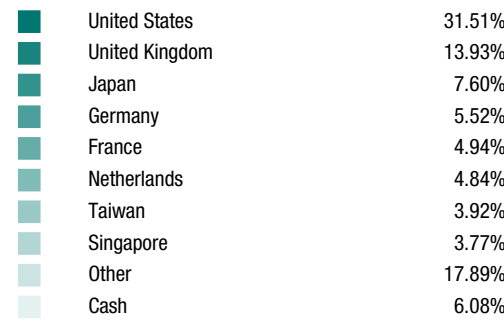 United States 31.51%
United Kingdom 13.93%
Japan 7.60%
Germany 5.52%
France 4.94%
Netherlands 4.84%
Taiwan 3.92%
Singapore 3.77%
Other 17.89%
Cash 6.08%